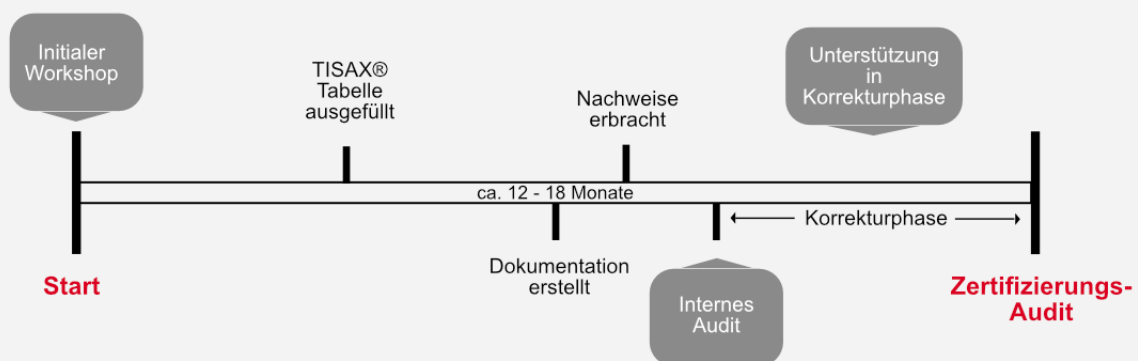 Initialer
Workshop
TISAX®
Tabelle
ausgefüllt
Nachweise
erbracht
Unterstützung
in
Korrekturphase
ca. 12 - 18 Monate
Korrekturphase
Start
Dokumentation
erstellt
Internes
Audit
Zertifizierungs-
Audit